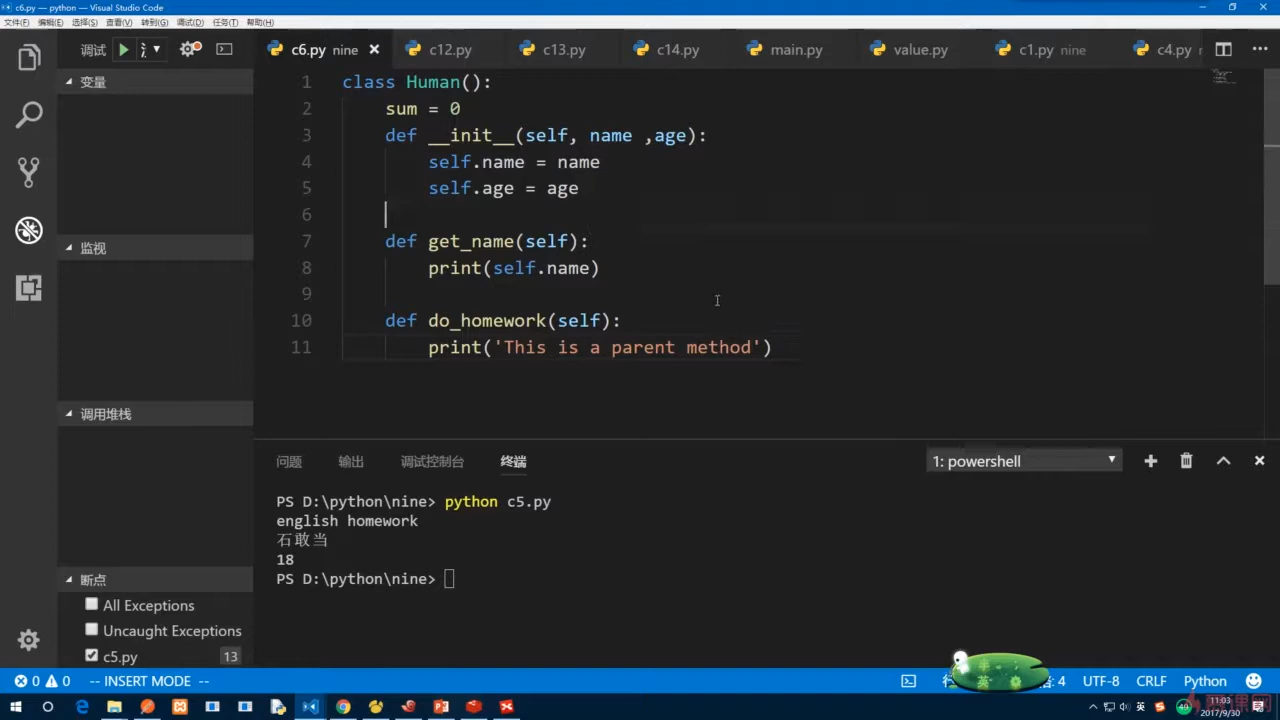 c6.py — python — Visual Studio Code
文件(F) 编辑(E) 选择(S) 查看(V) 转到(G) 调试(D) 任务(T) 帮助(H)
调试
c6.py nine
c12.py
c13.py
c14.py
main.py
value.py
c1.py nine
c4.py
变量
监视
调用堆栈
断点
All Exceptions
Uncaught Exceptions
c5.py 13
1 class Human():
2 sum = 0
3 def __init__(self, name ,age):
4 self.name = name
5 self.age = age
6
7 def get_name(self):
8 print(self.name)
9
10 def do_homework(self):
11 print('This is a parent method')
问题 输出 调试控制台 终端 1: powershell
PS D:\python\nine> python c5.py
english homework
石敢当
18
PS D:\python\nine>
0 0 -- INSERT MODE -- 4 UTF-8 CRLF Python
英
英
49
11:03
2017/9/30